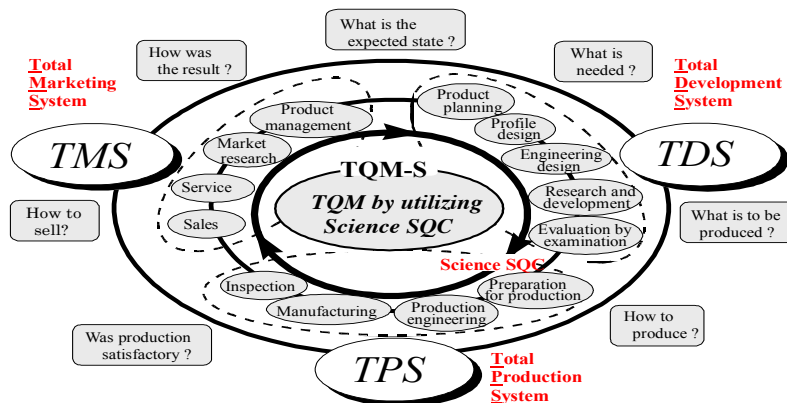 What is the
expected state ?
How was
the result ?
What is
needed ?
Total
Marketing
System
Total
Development
System
Product
management
Product
planning
Profile
design
Market
research
Engineering
design
TMS
TDS
TQM-S
TQM by utilizing
Science SQC
Service
Research and
development
Sales
Evaluation by
examination
How to
sell?
What is to be
produced ?
Science SQC
Inspection
Preparation
for production
Manufacturing
Production
engineering
How to
produce ?
Was production
satisfactory ?
TPS
Total
Production
System